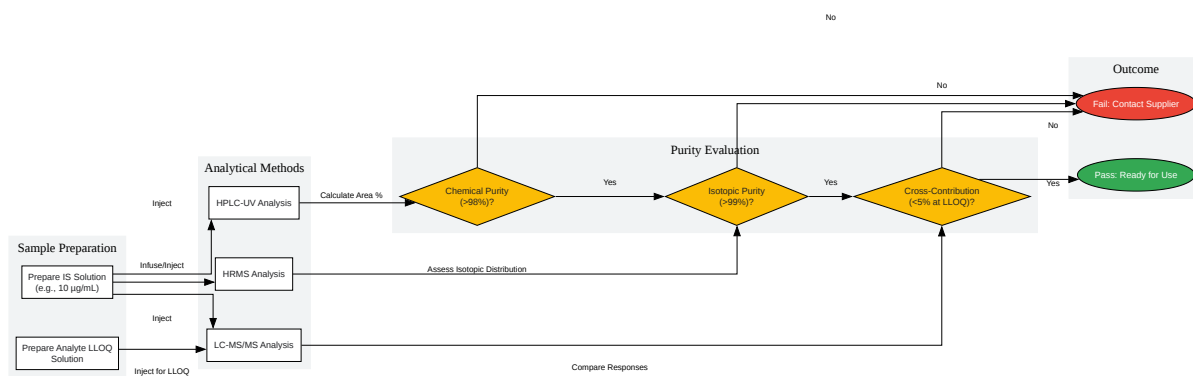 No
Outcome
No
Fail: Contact Supplier
No
Purity Evaluation
Analytical Methods
Pass: Ready for Use
Yes
Chemical Purity
(>98%)?
Yes
Isotopic Purity
(>99%)?
Yes
Cross-Contribution
(<5% at LLOQ)?
Calculate Area %
HPLC-UV Analysis
Inject
Sample Preparation
Prepare IS Solution
(e.g., 10 µg/mL)
Infuse/Inject
HRMS Analysis
Assess Isotopic Distribution
Inject
LC-MS/MS Analysis
Prepare Analyte LLOQ
Solution
Inject for LLOQ
Compare Responses